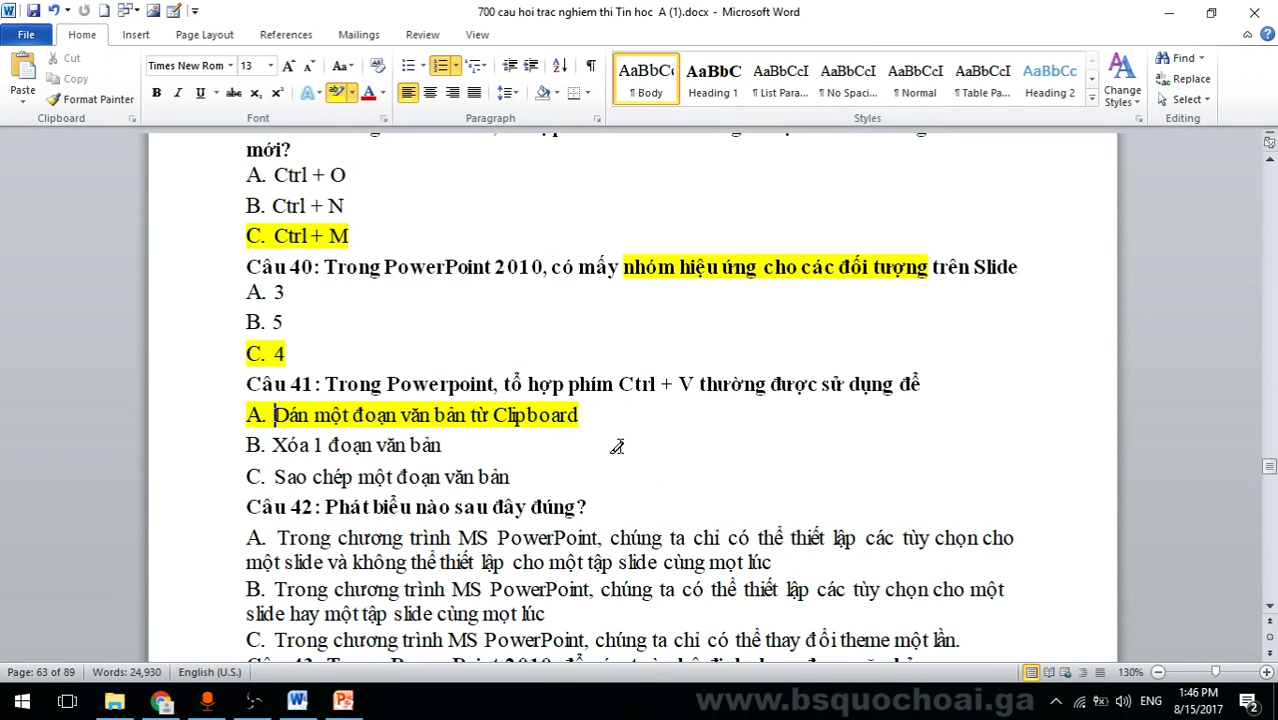 700 cau hoi trac nghiem thi Tin hoc A (1).docx - Microsoft Word
File Home Insert Page Layout References Mailings Review View
Paste
Cut
Copy
Format Painter
Clipboard
Times New Rom 13
Font
Paragraph
AaBbCc AaBbC AaBbCcI AaBbCcI AaBbCcI AaBbCcI AaBbCc
¶ Body Heading 1 ¶ List Para... ¶ No Spaci... ¶ Normal ¶ Table Pa... Heading 2
Change Styles
Styles
Find
Replace
Select
Editing
mới?
A. Ctrl + O
B. Ctrl + N
C. Ctrl + M
Câu 40: Trong PowerPoint 2010, có mấy nhóm hiệu ứng cho các đối tượng trên Slide
A. 3
B. 5
C. 4
Câu 41: Trong Powerpoint, tổ hợp phím Ctrl + V thường được sử dụng để
A. Dán một đoạn văn bản từ Clipboard
B. Xóa 1 đoạn văn bản
C. Sao chép một đoạn văn bản
Câu 42: Phát biểu nào sau đây đúng?
A. Trong chương trình MS PowerPoint, chúng ta chỉ có thể thiết lập các tùy chọn cho
một slide và không thể thiết lập cho một tập slide cùng mọt lúc
B. Trong chương trình MS PowerPoint, chúng ta có thể thiết lập các tùy chọn cho một
slide hay một tập slide cùng mọt lúc
C. Trong chương trình MS PowerPoint, chúng ta chỉ có thể thay đổi theme một lần.
Page: 63 of 89 Words: 24,930 English (U.S.) 130%
www.bsquochoai.ga
ENG
1:46 PM
8/15/2017
2